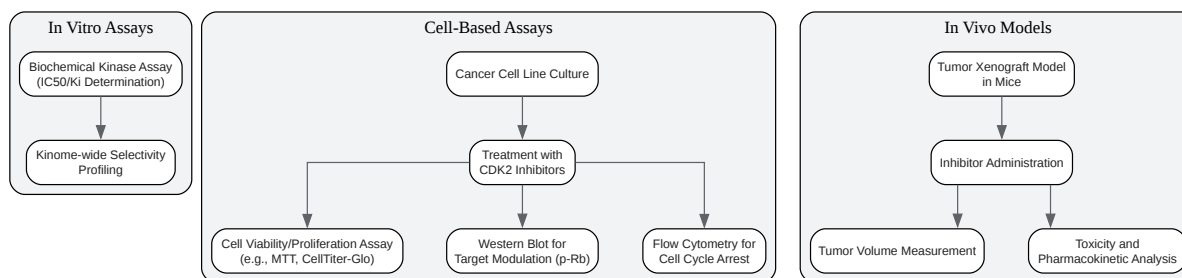 In Vitro Assays
Biochemical Kinase Assay
(IC50/Ki Determination)
Kinome-wide Selectivity
Profiling
Cell-Based Assays
Cancer Cell Line Culture
Treatment with
CDK2 Inhibitors
Cell Viability/Proliferation Assay
(e.g., MTT, CellTiter-Glo)
Western Blot for
Target Modulation (p-Rb)
Flow Cytometry for
Cell Cycle Arrest
In Vivo Models
Tumor Xenograft Model
in Mice
Inhibitor Administration
Tumor Volume Measurement
Toxicity and
Pharmacokinetic Analysis